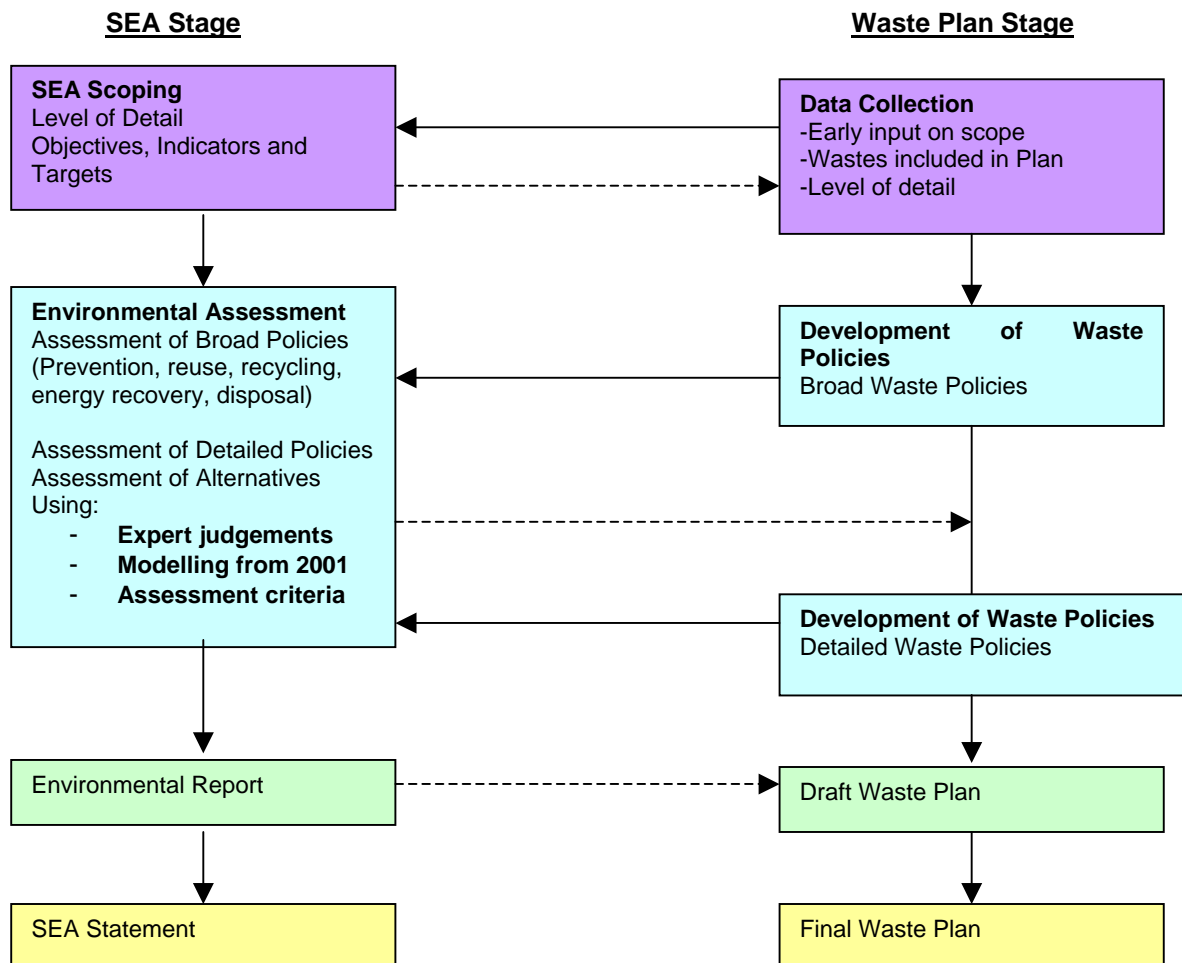 SEA Stage
Waste Plan Stage
SEA Scoping
Level of Detail
Objectives, Indicators and
Targets
Data Collection
-Early input on scope
-Wastes included in Plan
-Level of detail
Environmental Assessment
Assessment of Broad Policies
(Prevention, reuse, recycling,
energy recovery, disposal)
Assessment of Detailed Policies
Assessment of Alternatives
Using:
- Expert judgements
- Modelling from 2001
- Assessment criteria
Development of Waste
Policies
Broad Waste Policies
Development of Waste Policies
Detailed Waste Policies
Environmental Report
Draft Waste Plan
SEA Statement
Final Waste Plan